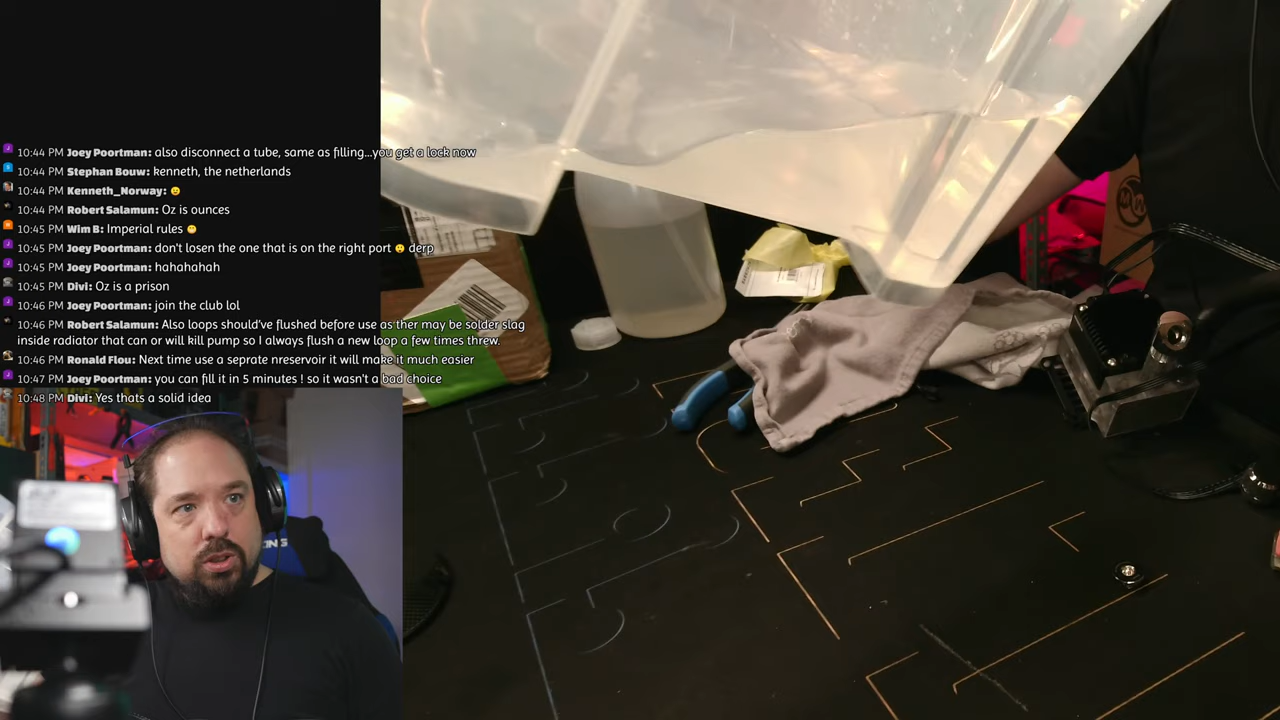 10:44 PM Joey Poortman: also disconnect a tube, same as filling...you get a lock now
10:44 PM Stephan Bouw: kenneth, the netherlands
10:44 PM Kenneth_Norway: 😉
10:44 PM Robert Salamun: Oz is ounces
10:45 PM Wim B: Imperial rules 😁
10:45 PM Joey Poortman: don't losen the one that is on the right port 😲 derp
10:45 PM Joey Poortman: hahahahah
10:45 PM Divi: Oz is a prison
10:46 PM Joey Poortman: join the club lol
10:46 PM Robert Salamun: Also loops should've flushed before use as ther may be solder slag
inside radiator that can or will kill pump so I always flush a new loop a few times threw.
10:46 PM Ronald Flou: Next time use a seprate nreservoir it will make it much easier
10:47 PM Joey Poortman: you can fill it in 5 minutes ! so it wasn't a bad choice
10:48 PM Divi: Yes thats a solid idea